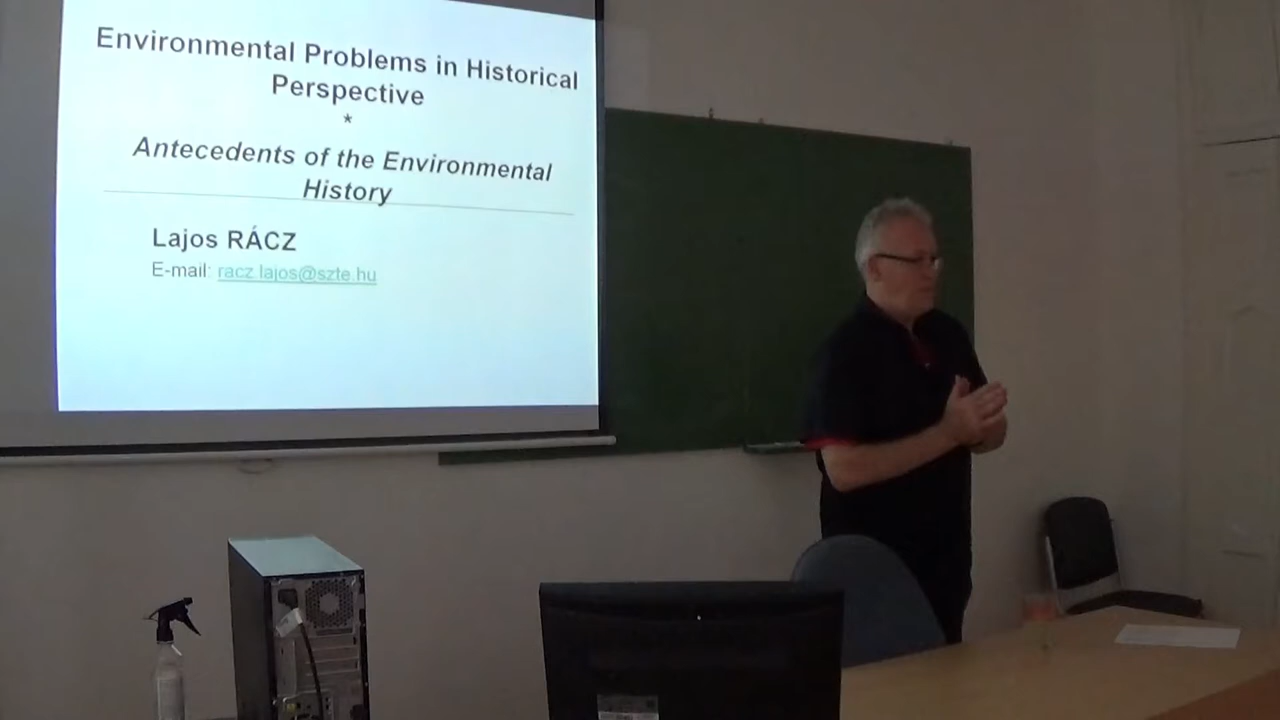 Environmental Problems in Historical
Perspective
*
Antecedents of the Environmental
History
Lajos RÁCZ
E-mail: racz.lajos@szte.hu